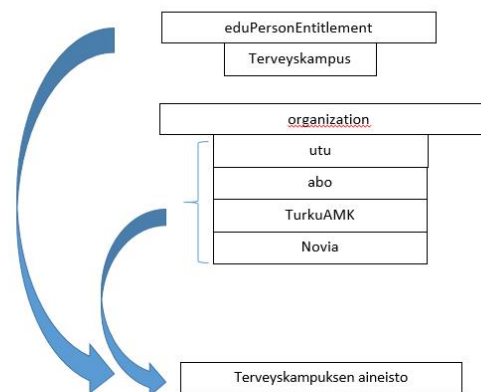 eduPersonEntitlement
Terveyskampus
organization
utu
abo
TurkuAMK
Novia
Terveyskampuksen aineisto